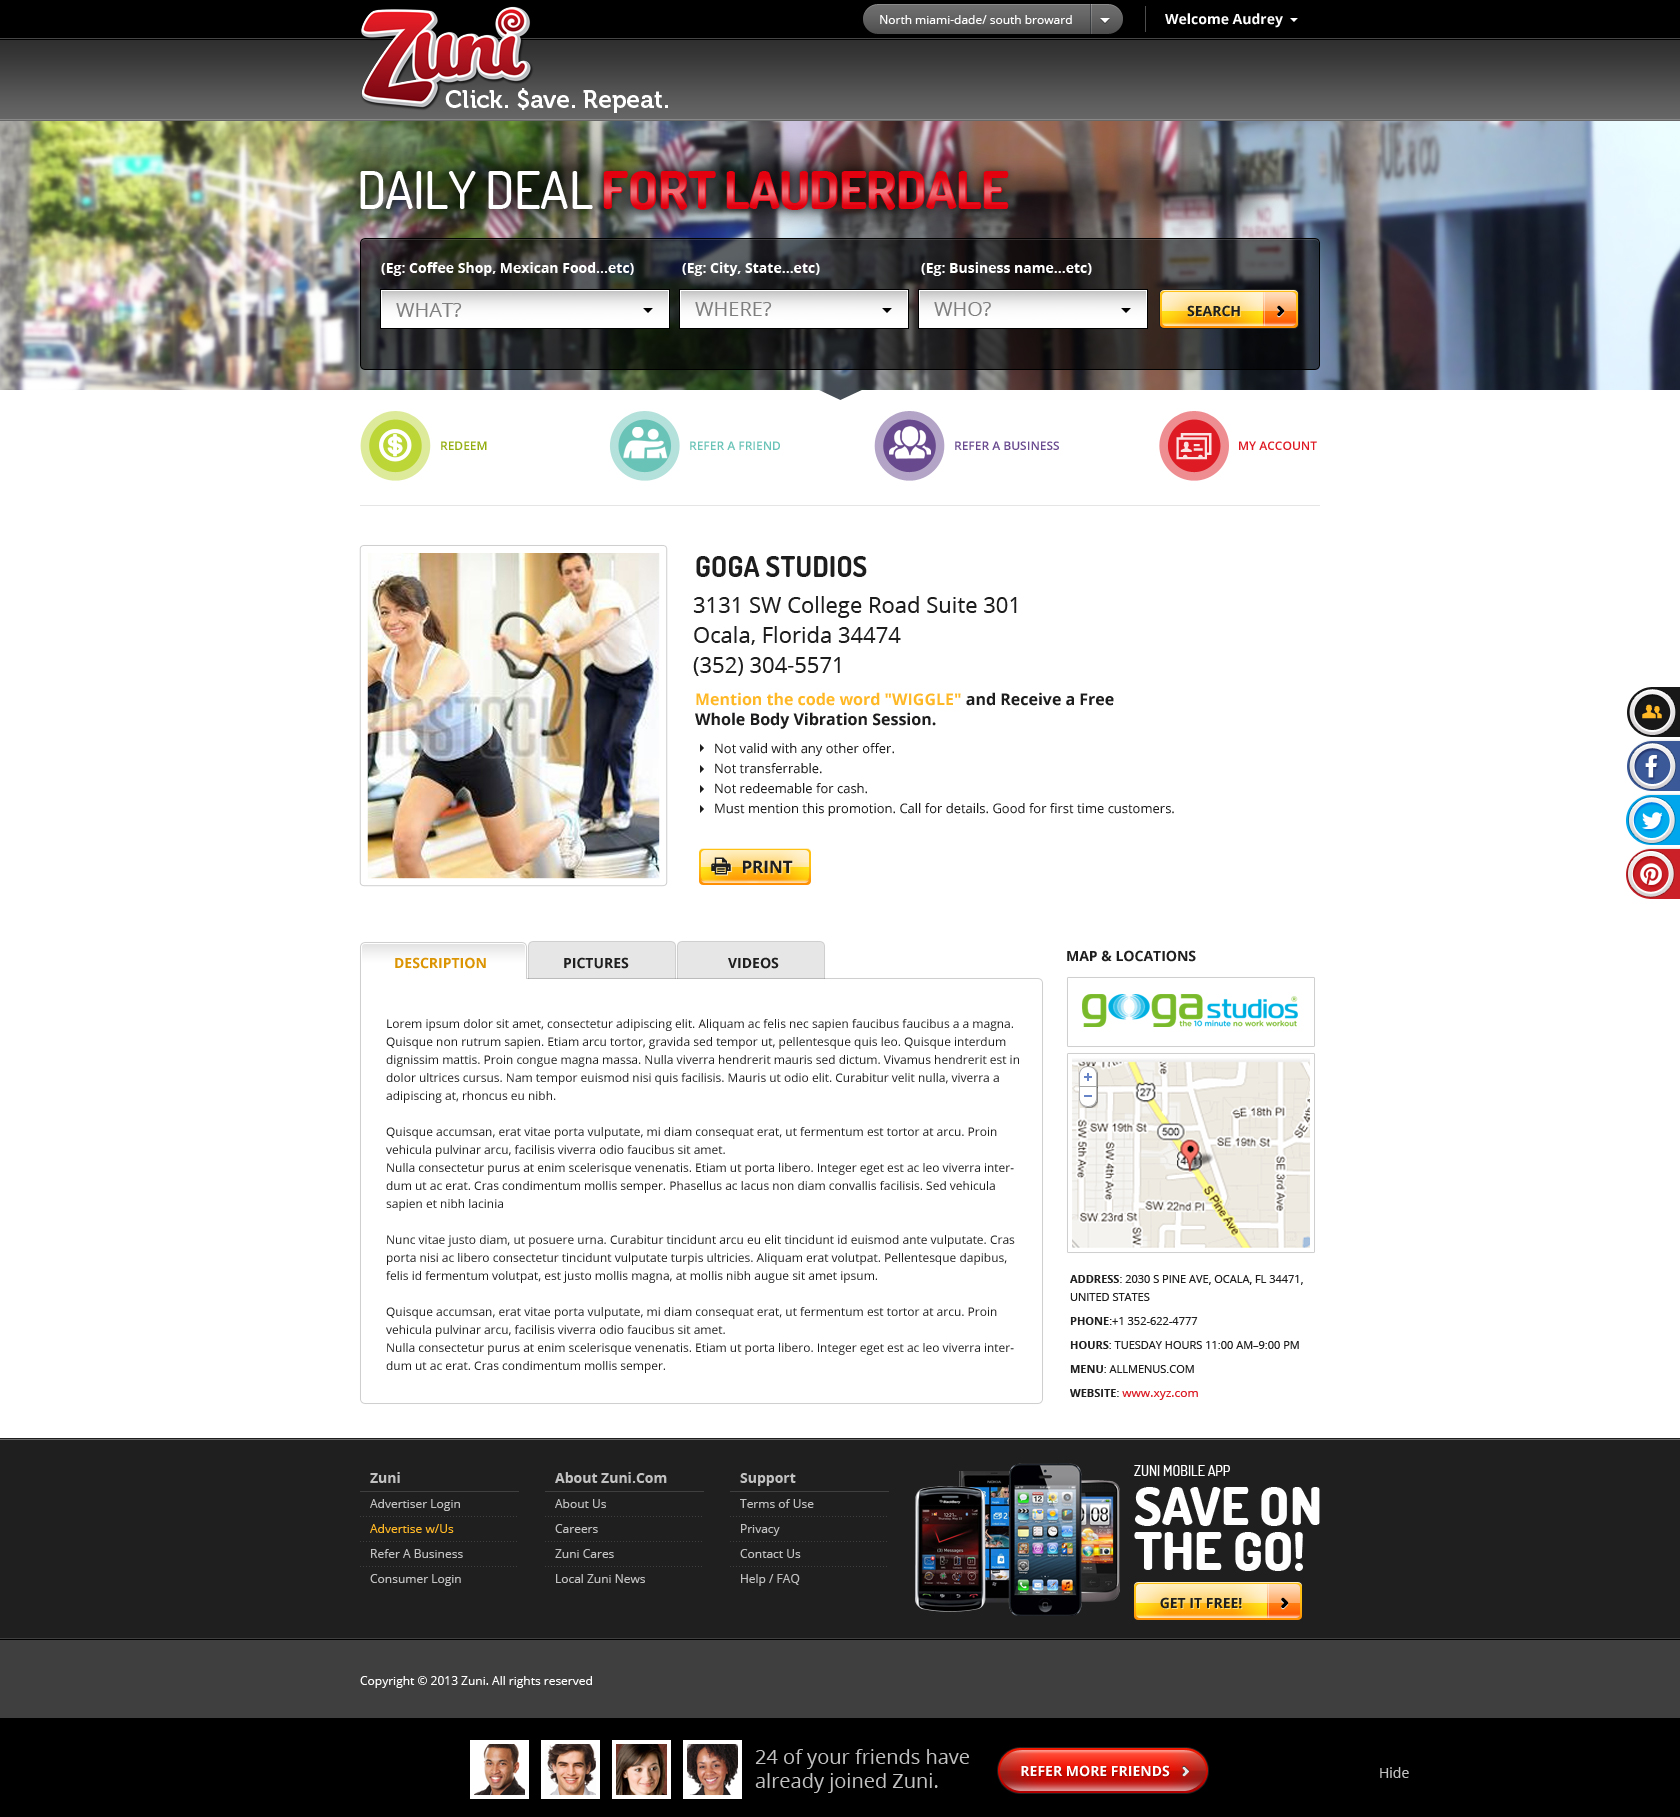 Zuni
Click. $ave. Repeat.
North miami-dade/ south broward
Welcome Audrey
DAILY DEAL FORT LAUDERDALE
(Eg: Coffee Shop, Mexican Food...etc)
(Eg: City, State...etc)
(Eg: Business name...etc)
WHAT?
WHERE?
WHO?
SEARCH
REDEEM
REFER A FRIEND
REFER A BUSINESS
MY ACCOUNT
GOGA STUDIOS
3131 SW College Road Suite 301
Ocala, Florida 34474
(352) 304-5571
Mention the code word "WIGGLE" and Receive a Free
Whole Body Vibration Session.
Not valid with any other offer.
Not transferrable.
Not redeemable for cash.
Must mention this promotion. Call for details. Good for first time customers.
PRINT
DESCRIPTION
PICTURES
VIDEOS
Lorem ipsum dolor sit amet, consectetur adipiscing elit. Aliquam ac felis nec sapien faucibus faucibus a a magna.
Quisque non rutrum sapien. Etiam arcu tortor, gravida sed tempor ut, pellentesque quis leo. Quisque interdum
dignissim mattis. Proin congue magna massa. Nulla viverra hendrerit mauris sed dictum. Vivamus hendrerit est in
dolor ultrices cursus. Nam tempor euismod nisi quis facilisis. Mauris ut odio elit. Curabitur velit nulla, viverra a
adipiscing at, rhoncus eu nibh.
Quisque accumsan, erat vitae porta vulputate, mi diam consequat erat, ut fermentum est tortor at arcu. Proin
vehicula pulvinar arcu, facilisis viverra odio faucibus sit amet.
Nulla consectetur purus at enim scelerisque venenatis. Etiam ut porta libero. Integer eget est ac leo viverra inter-
dum ut ac erat. Cras condimentum mollis semper. Phasellus ac lacus non diam convallis facilisis. Sed vehicula
sapien et nibh lacinia
Nunc vitae justo diam, ut posuere urna. Curabitur tincidunt arcu eu elit tincidunt id euismod ante vulputate. Cras
porta nisi ac libero consectetur tincidunt vulputate turpis ultricies. Aliquam erat volutpat. Pellentesque dapibus,
felis id fermentum volutpat, est justo mollis magna, at mollis nibh augue sit amet ipsum.
Quisque accumsan, erat vitae porta vulputate, mi diam consequat erat, ut fermentum est tortor at arcu. Proin
vehicula pulvinar arcu, facilisis viverra odio faucibus sit amet.
Nulla consectetur purus at enim scelerisque venenatis. Etiam ut porta libero. Integer eget est ac leo viverra inter-
dum ut ac erat. Cras condimentum mollis semper.
MAP & LOCATIONS
googa studios
the 10 minute no work workout
27
SE 18th Pl
SW 19th St
500
SE 19th St
SW 5th Ave
SW 4th Ave
SE 3rd Ave
S Pine Ave
SW 22nd Pl
SW 23rd St
ADDRESS: 2030 S PINE AVE, OCALA, FL 34471,
UNITED STATES
PHONE:+1 352-622-4777
HOURS: TUESDAY HOURS 11:00 AM–9:00 PM
MENU: ALLMENUS.COM
WEBSITE: www.xyz.com
Zuni
Advertiser Login
Advertise w/Us
Refer A Business
Consumer Login
About Zuni.Com
About Us
Careers
Zuni Cares
Local Zuni News
Support
Terms of Use
Privacy
Contact Us
Help / FAQ
ZUNI MOBILE APP
SAVE ON
THE GO!
GET IT FREE!
Copyright © 2013 Zuni. All rights reserved
24 of your friends have
already joined Zuni.
REFER MORE FRIENDS
Hide